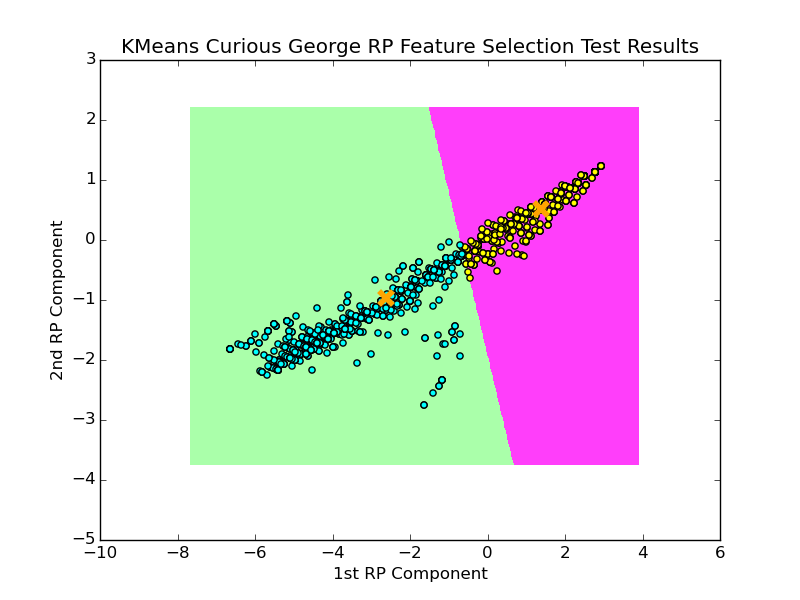 KMeans Curious George RP Feature Selection Test Results
3
2
1
0
−1
−2
−3
−4
−5
2nd RP Component
−10 −8 −6 −4 −2 0 2 4 6
1st RP Component